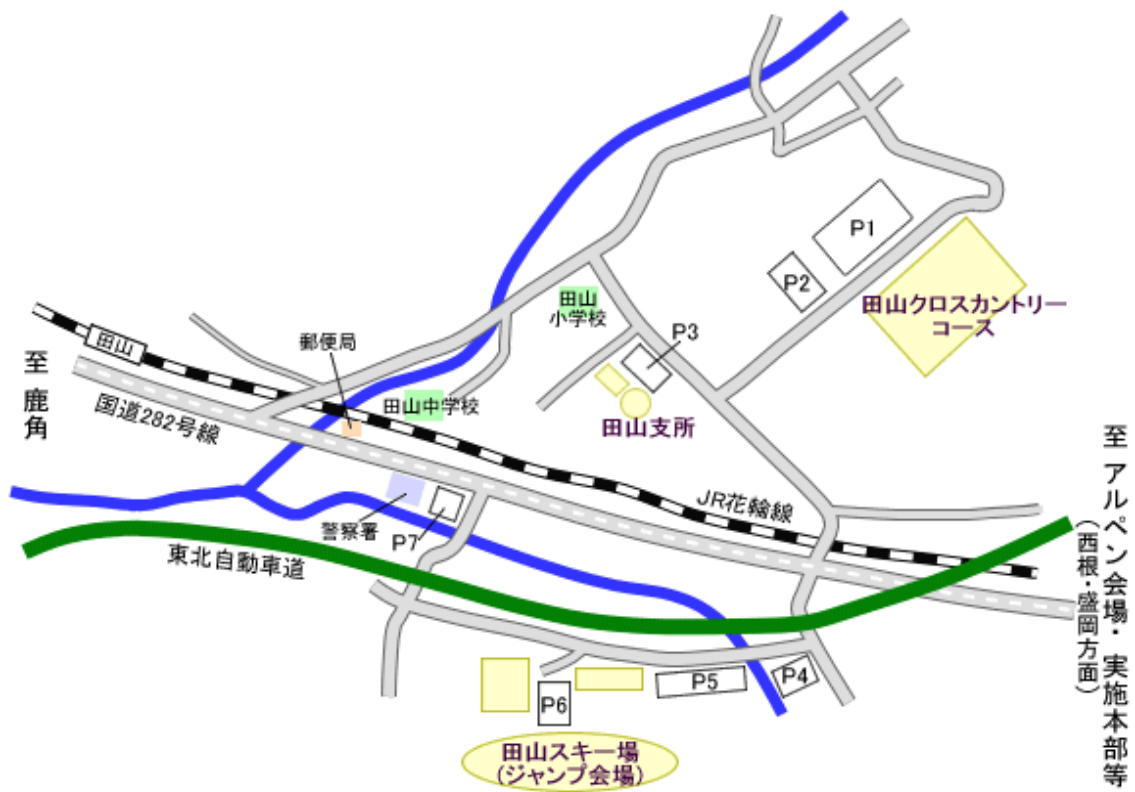 P1
P2
田山クロスカントリー
コース
田山
小学校
P3
郵便局
田山
至 鹿角
国道282号線
田山中学校
田山支所
至 アルペン会場・実施本部等
(西根・盛岡方面)
JR花輪線
警察署
P7
東北自動車道
P4
P5
P6
田山スキー場
(ジャンプ会場)